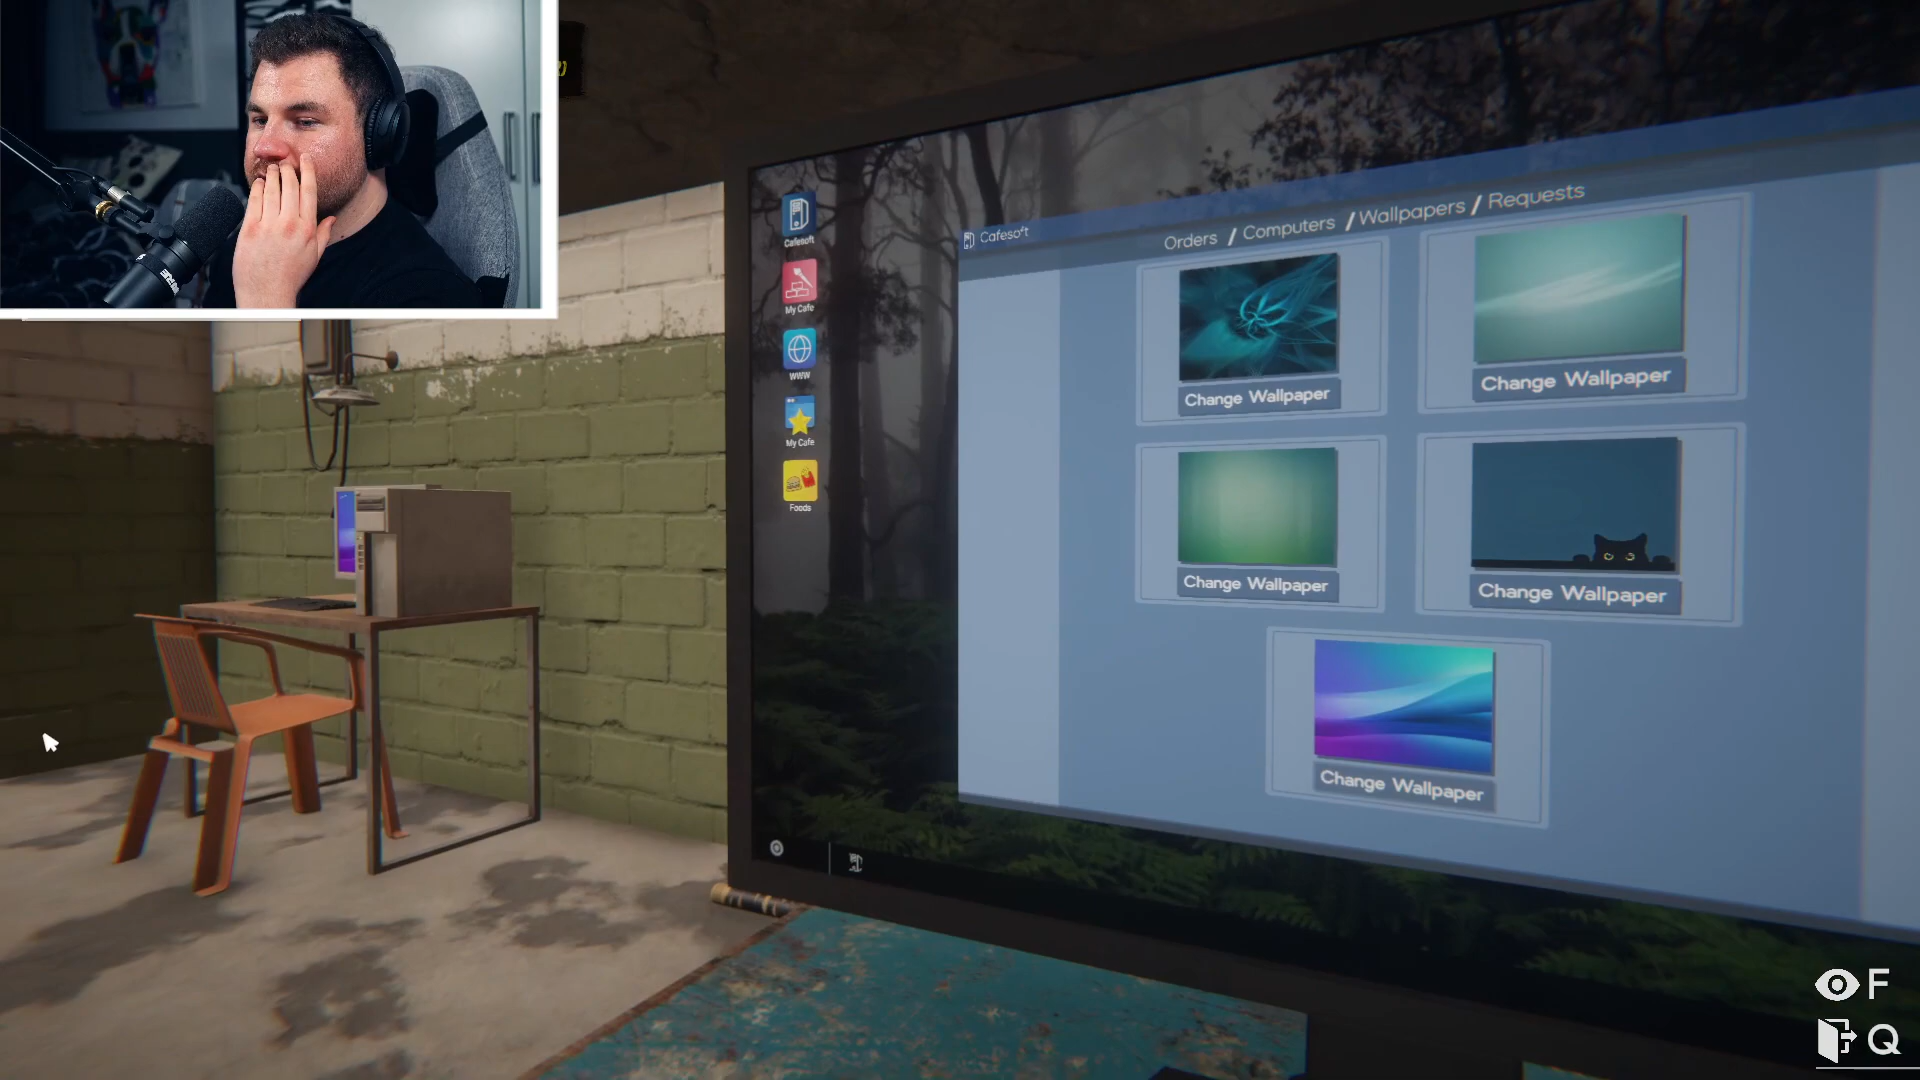 Cafesoft
My Cafe
WWW
My Cafe
Foods
Cafesoft
Orders / Computers / Wallpapers / Requests
Change Wallpaper
Change Wallpaper
Change Wallpaper
Change Wallpaper
Change Wallpaper
F
Q